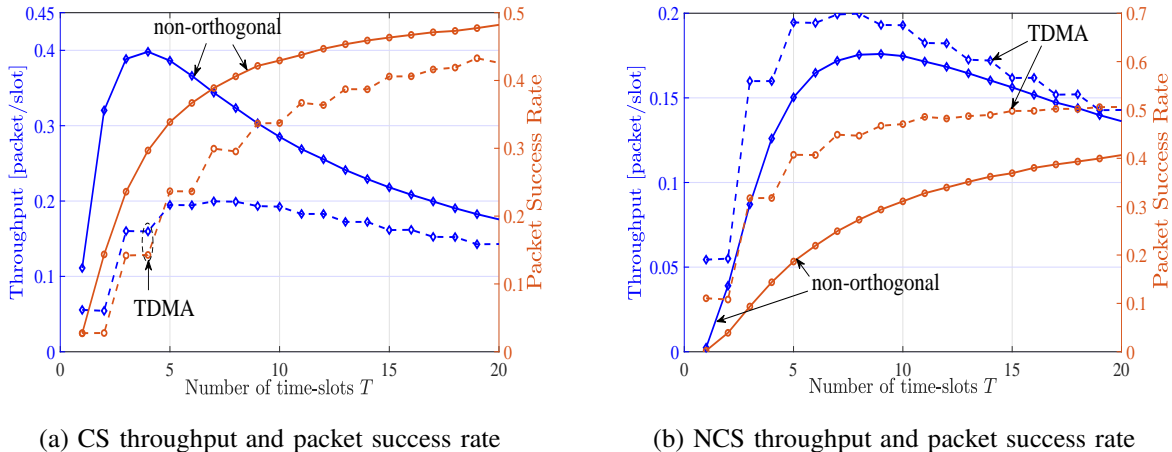 0.45
0.4
0.3
0.2
0.1
0
Throughput [packet/slot]
non-orthogonal
TDMA
0.5
0.4
0.3
0.2
0.1
0
Packet Success Rate
0 5 10 15 20
Number of time-slots T
(a) CS throughput and packet success rate
0.2
0.15
0.1
0.05
0
Throughput [packet/slot]
TDMA
non-orthogonal
0.7
0.6
0.5
0.4
0.3
0.2
0.1
0
Packet Success Rate
0 5 10 15 20
Number of time-slots T
(b) NCS throughput and packet success rate